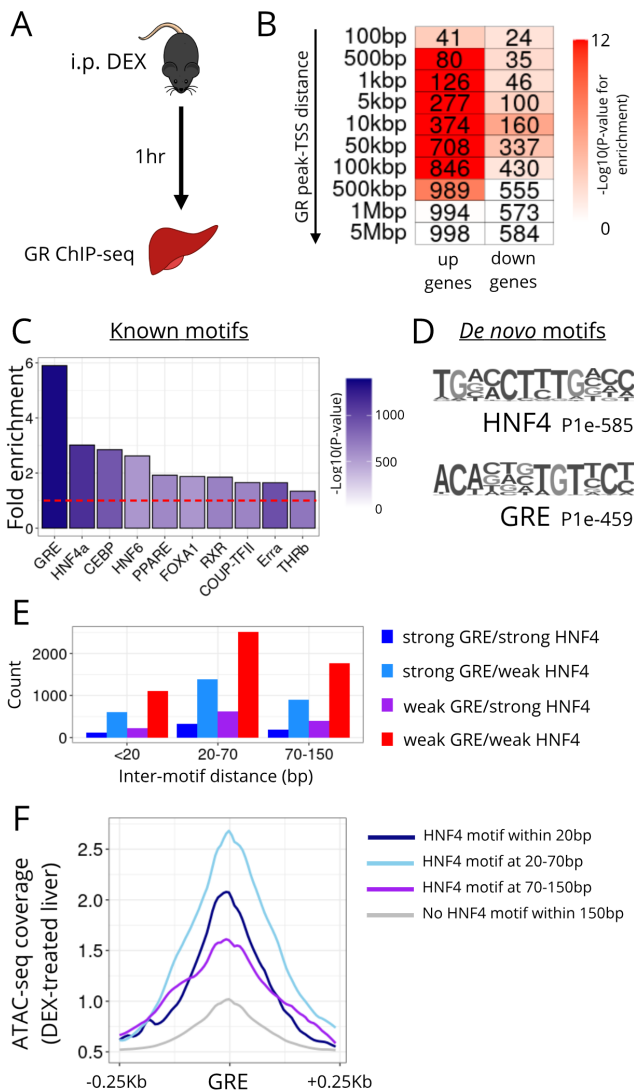 A
i.p. DEX
1hr
GR ChIP-seq
B
GR peak-TSS distance
100bp 41 24
500bp 80 35
1kbp 126 46
5kbp 277 100
10kbp 374 160
50kbp 708 337
100kbp 846 430
500kbp 989 555
1Mbp 994 573
5Mbp 998 584
up genes
down genes
12
0
-Log10(P-value for enrichment)
C
Known motifs
Fold enrichment
6
4
2
0
GRE
HNF4a
CEBP
HNF6
PPARE
FOXA1
RXR
COUP-TFII
Erra
THRb
-Log10(P-value)
1000
500
0
D
De novo motifs
HNF4 P1e-585
GRE P1e-459
E
Count
2000
1000
0
<20
20-70
70-150
Inter-motif distance (bp)
strong GRE/strong HNF4
strong GRE/weak HNF4
weak GRE/strong HNF4
weak GRE/weak HNF4
F
ATAC-seq coverage
(DEX-treated liver)
2.5
2.0
1.5
1.0
0.5
-0.25Kb
GRE
+0.25Kb
HNF4 motif within 20bp
HNF4 motif at 20-70bp
HNF4 motif at 70-150bp
No HNF4 motif within 150bp